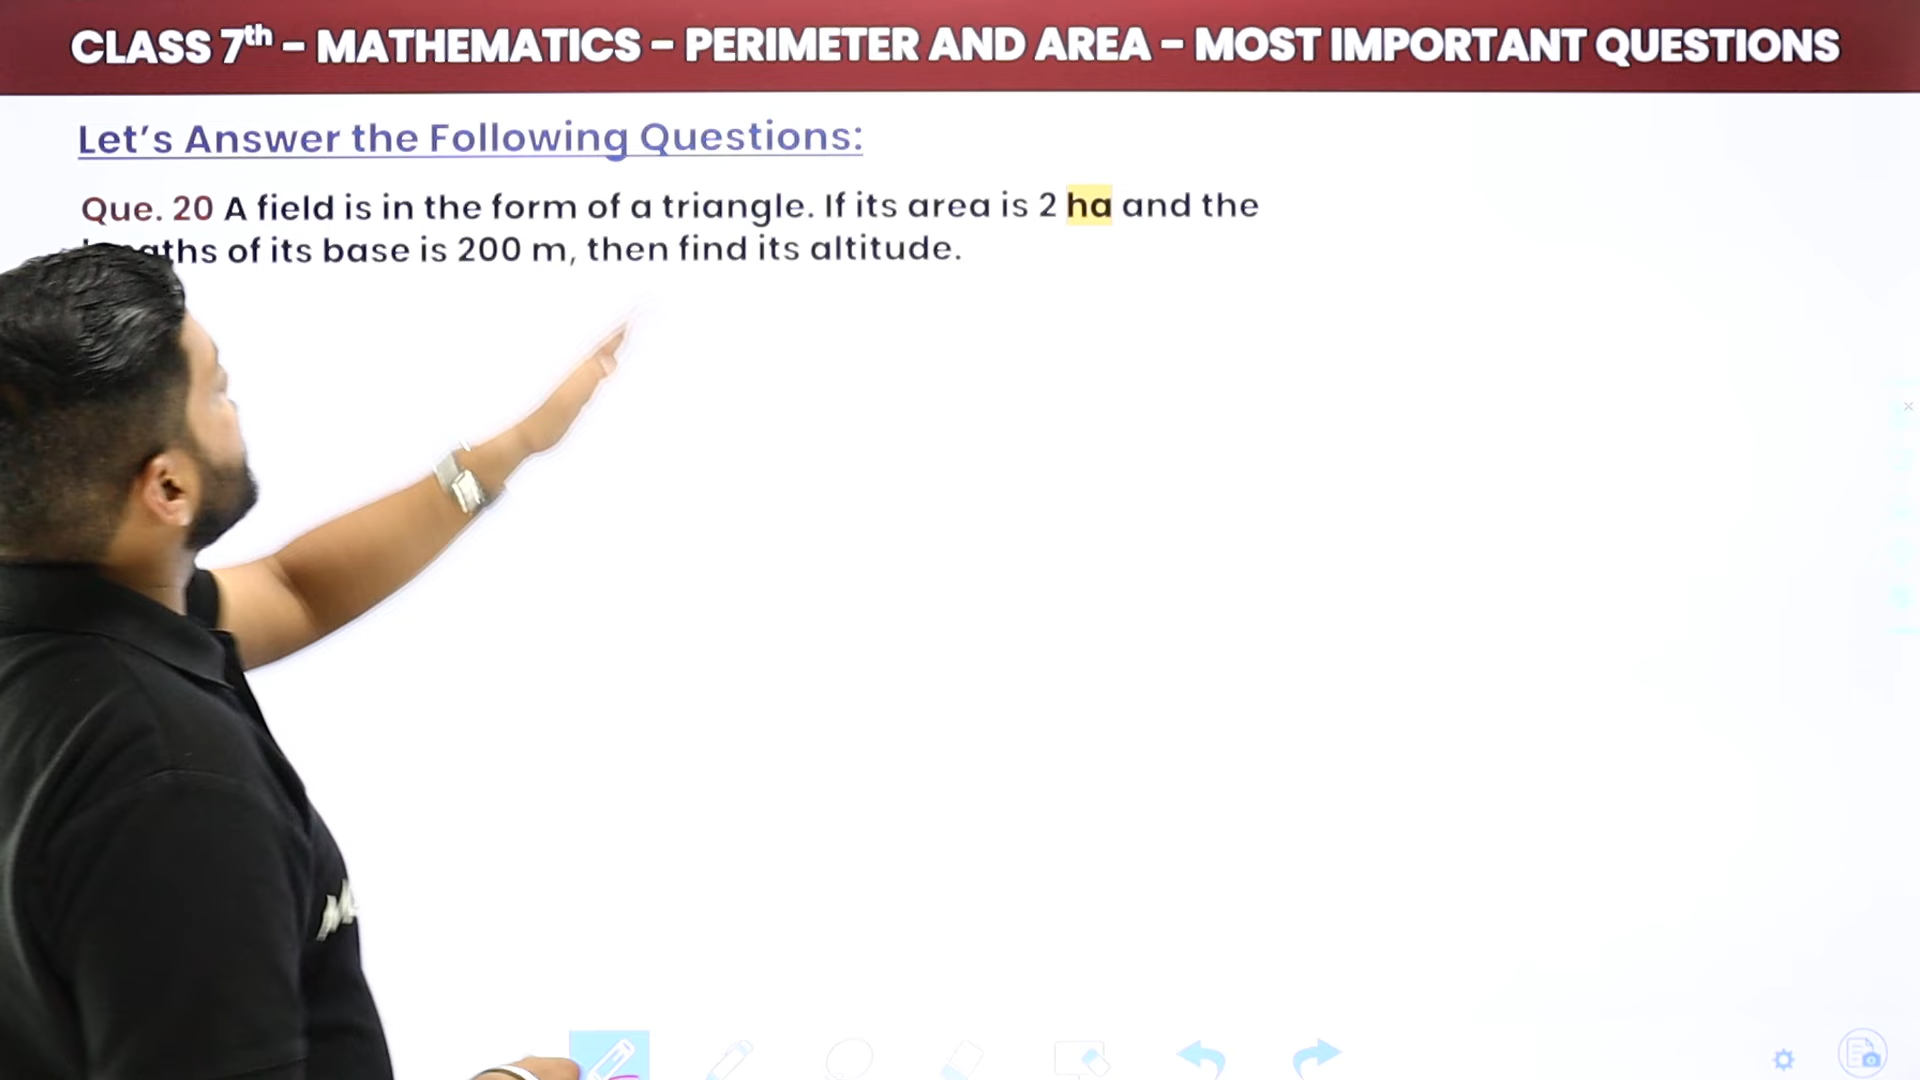 CLASS 7th – MATHEMATICS – PERIMETER AND AREA – MOST IMPORTANT QUESTIONS
Let's Answer the Following Questions:
Que. 20 A field is in the form of a triangle. If its area is 2 ha and the
of its base is 200 m, then find its altitude.